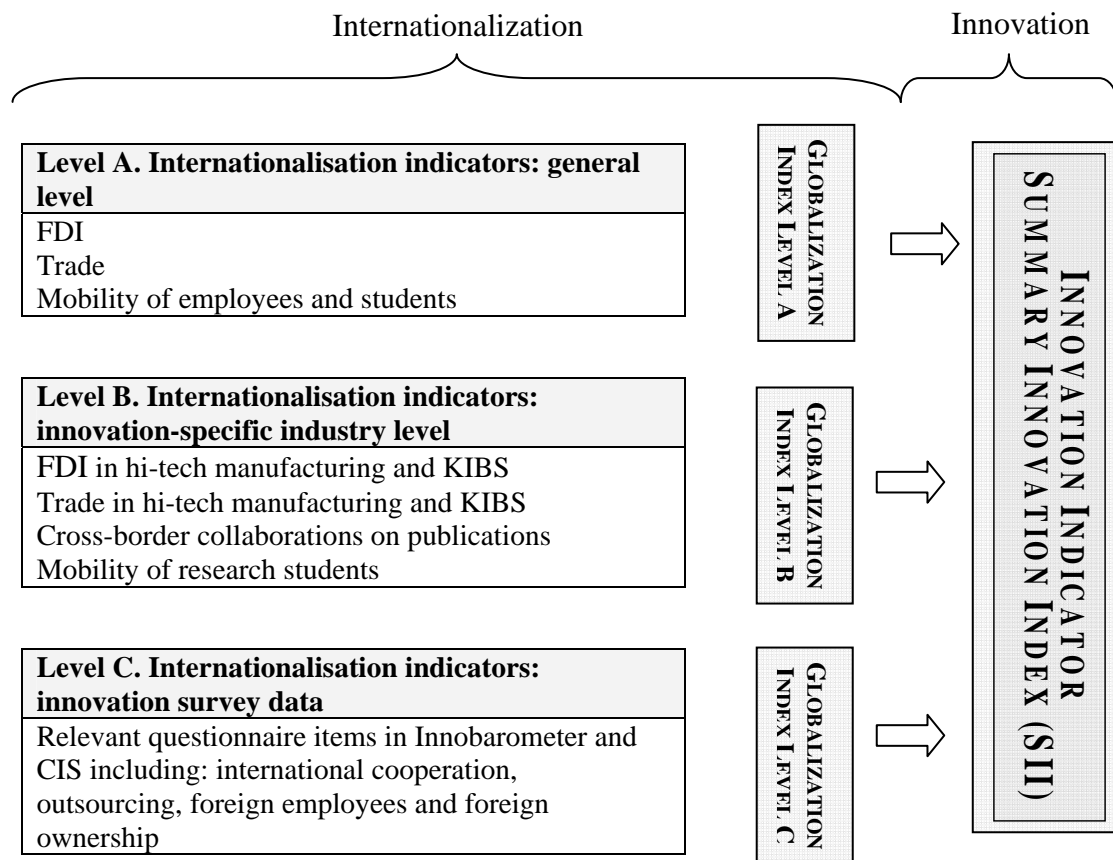 Internationalization
Innovation
Level A. Internationalisation indicators: general
level
FDI
Trade
Mobility of employees and students
GLOBALIZATION
INDEX LEVEL A
Level B. Internationalisation indicators:
innovation-specific industry level
FDI in hi-tech manufacturing and KIBS
Trade in hi-tech manufacturing and KIBS
Cross-border collaborations on publications
Mobility of research students
GLOBALIZATION
INDEX LEVEL B
Level C. Internationalisation indicators:
innovation survey data
Relevant questionnaire items in Innobarometer and
CIS including: international cooperation,
outsourcing, foreign employees and foreign
ownership
GLOBALIZATION
INDEX LEVEL C
INNOVATION INDICATOR
SUMMARY INNOVATION INDEX (SII)